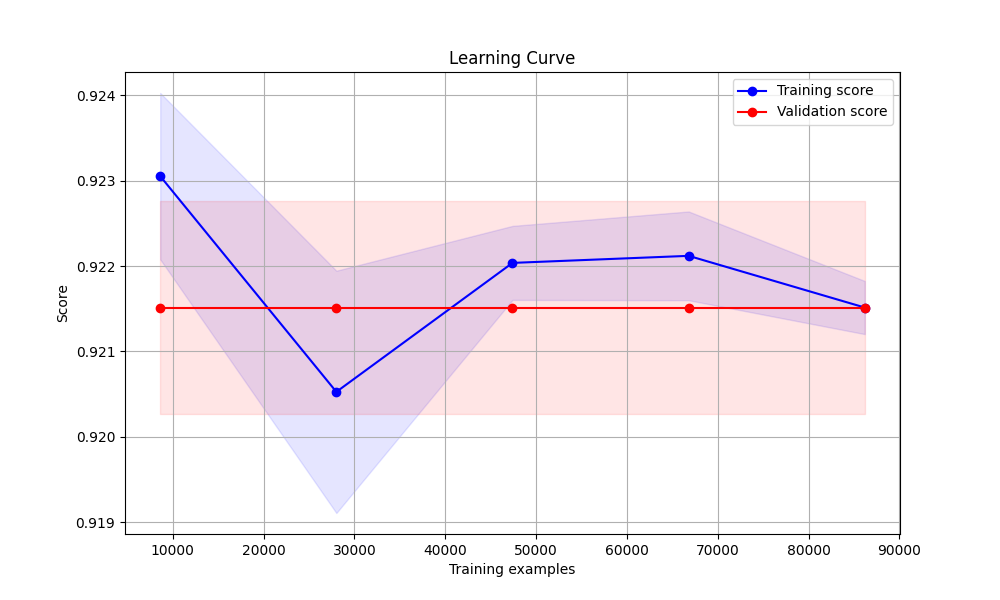 Learning Curve
Training score
Validation score
0.924
0.923
0.922
0.921
0.920
0.919
Score
10000 20000 30000 40000 50000 60000 70000 80000 90000
Training examples